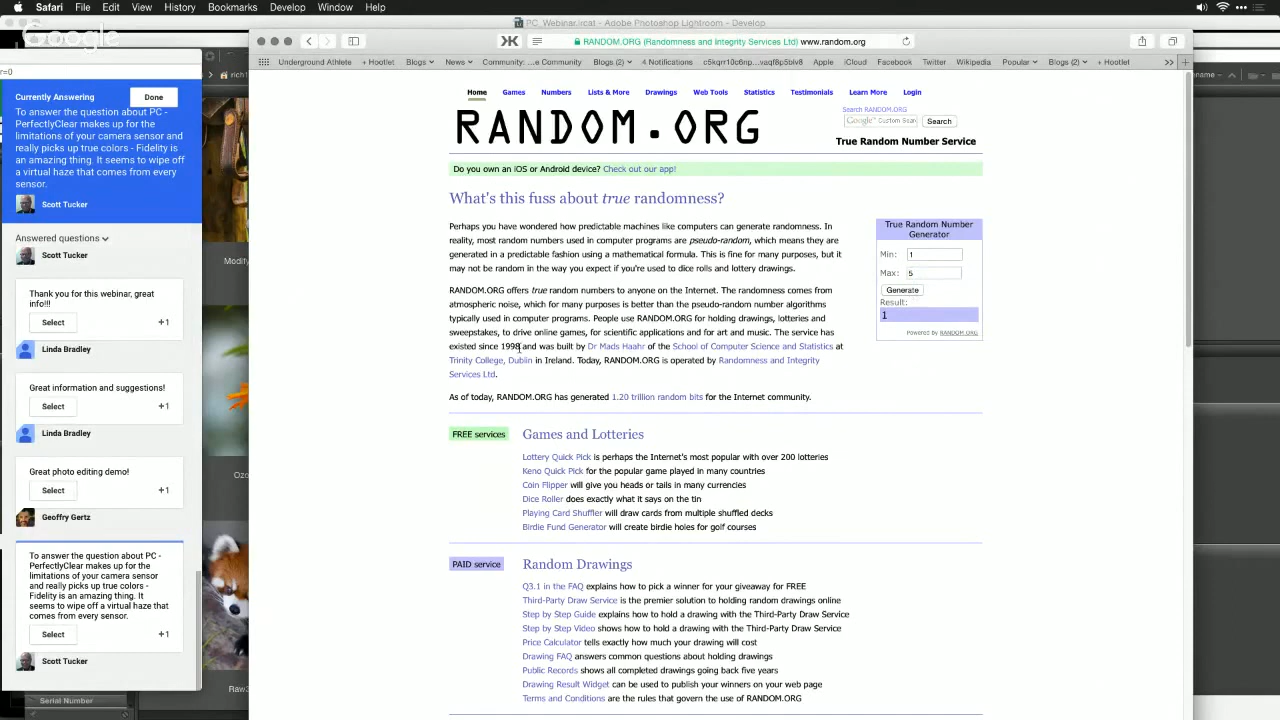 Safari File Edit View History Bookmarks Develop Window Help
PC_Webinar.lrcat - Adobe Photoshop Lightroom - Develop
Google
RANDOM.ORG (Randomness and Integrity Services Ltd) www.random.org
Underground Athlete + Hootlet Blogs News Community: ...e Community Blogs (2) 4 Notifications c5kqrr10c6np...vaqf8p5blv8 Apple iCloud Facebook Twitter Wikipedia Popular Blogs (2) + Hootlet
r=0
rich1
Currently Answering
Done
To answer the question about PC -
PerfectlyClear makes up for the
limitations of your camera sensor and
really picks up true colors - Fidelity is
an amazing thing. It seems to wipe off
a virtual haze that comes from every
sensor.
Scott Tucker
Answered questions
Scott Tucker
Thank you for this webinar, great
info!!!
Select +1
Linda Bradley
Great information and suggestions!
Select +1
Linda Bradley
Great photo editing demo!
Select +1
Geoffry Gertz
To answer the question about PC -
PerfectlyClear makes up for the
limitations of your camera sensor
and really picks up true colors -
Fidelity is an amazing thing. It
seems to wipe off a virtual haze that
comes from every sensor.
Select +1
Scott Tucker
Serial Number
Modify
Ozo
Raw3
Home Games Numbers Lists & More Drawings Web Tools Statistics Testimonials Learn More Login
RANDOM.ORG
Search RANDOM.ORG
Google Custom Sear
Search
True Random Number Service
Do you own an iOS or Android device? Check out our app!
What's this fuss about true randomness?
Perhaps you have wondered how predictable machines like computers can generate randomness. In
reality, most random numbers used in computer programs are pseudo-random, which means they are
generated in a predictable fashion using a mathematical formula. This is fine for many purposes, but it
may not be random in the way you expect if you're used to dice rolls and lottery drawings.
RANDOM.ORG offers true random numbers to anyone on the Internet. The randomness comes from
atmospheric noise, which for many purposes is better than the pseudo-random number algorithms
typically used in computer programs. People use RANDOM.ORG for holding drawings, lotteries and
sweepstakes, to drive online games, for scientific applications and for art and music. The service has
existed since 1998 and was built by Dr Mads Haahr of the School of Computer Science and Statistics at
Trinity College, Dublin in Ireland. Today, RANDOM.ORG is operated by Randomness and Integrity
Services Ltd.
As of today, RANDOM.ORG has generated 1.20 trillion random bits for the Internet community.
True Random Number
Generator
Min: 1
Max: 5
Generate
Result:
1
Powered by RANDOM.ORG
FREE services
Games and Lotteries
Lottery Quick Pick is perhaps the Internet's most popular with over 200 lotteries
Keno Quick Pick for the popular game played in many countries
Coin Flipper will give you heads or tails in many currencies
Dice Roller does exactly what it says on the tin
Playing Card Shuffler will draw cards from multiple shuffled decks
Birdie Fund Generator will create birdie holes for golf courses
PAID service
Random Drawings
Q3.1 in the FAQ explains how to pick a winner for your giveaway for FREE
Third-Party Draw Service is the premier solution to holding random drawings online
Step by Step Guide explains how to hold a drawing with the Third-Party Draw Service
Step by Step Video shows how to hold a drawing with the Third-Party Draw Service
Price Calculator tells exactly how much your drawing will cost
Drawing FAQ answers common questions about holding drawings
Public Records shows all completed drawings going back five years
Drawing Result Widget can be used to publish your winners on your web page
Terms and Conditions are the rules that govern the use of RANDOM.ORG